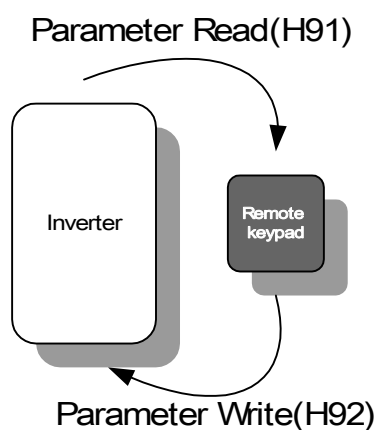 Parameter Read(H91)
Inverter
Remote
keypad
Parameter Write(H92)